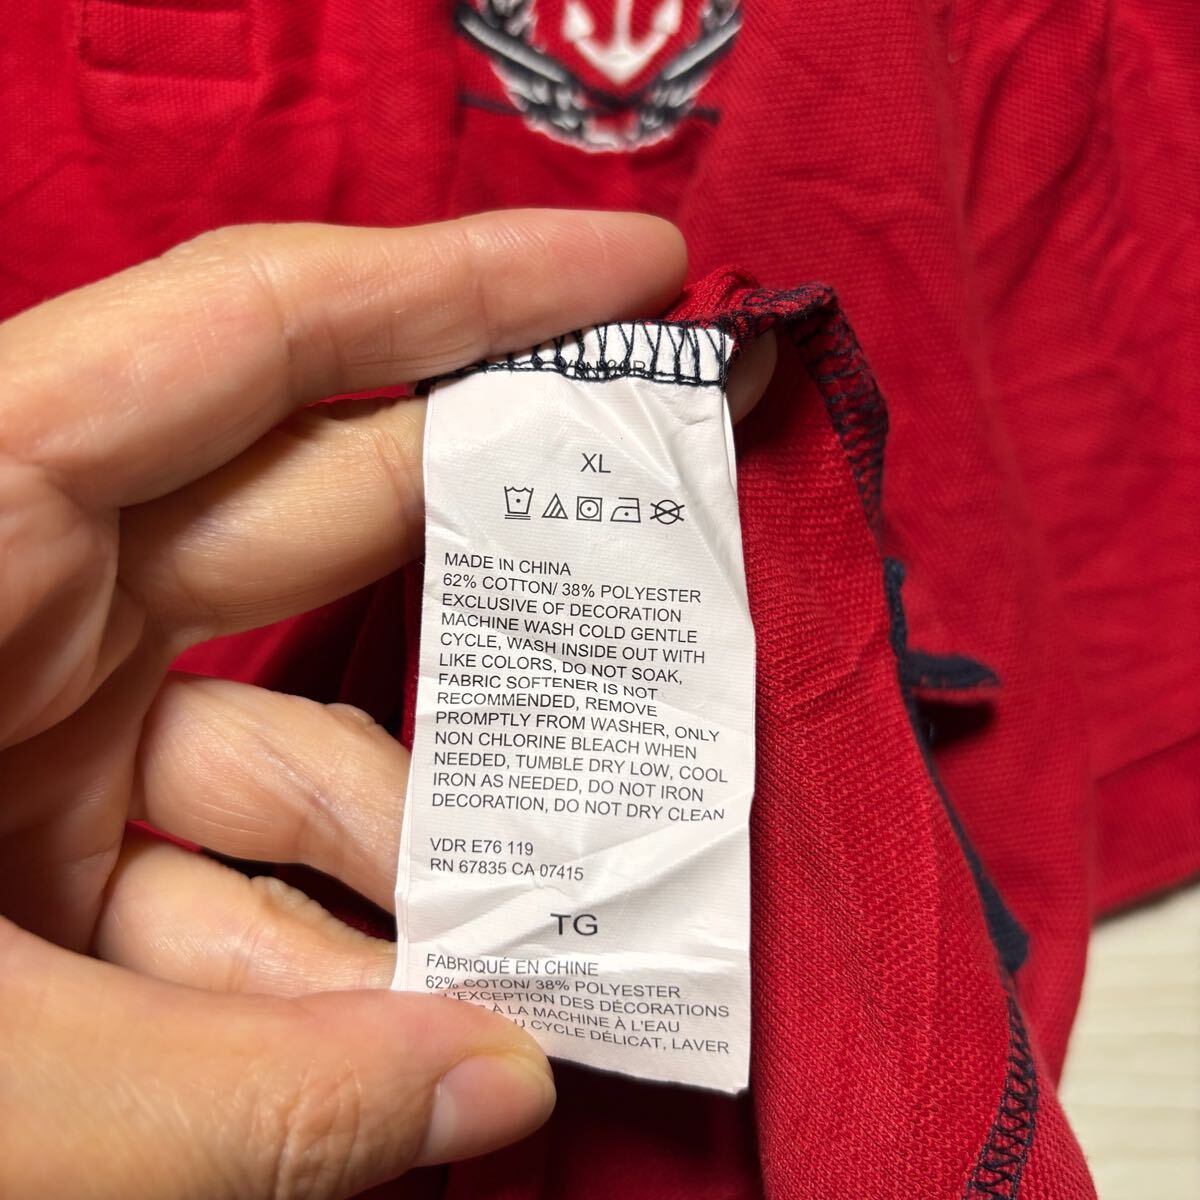 XL
MADE IN CHINA
62% COTTON/ 38% POLYESTER
EXCLUSIVE OF DECORATION
MACHINE WASH COLD GENTLE
CYCLE, WASH INSIDE OUT WITH
LIKE COLORS, DO NOT SOAK,
FABRIC SOFTENER IS NOT
RECOMMENDED, REMOVE
PROMPTLY FROM WASHER, ONLY
NON CHLORINE BLEACH WHEN
NEEDED, TUMBLE DRY LOW, COOL
IRON AS NEEDED, DO NOT IRON
DECORATION, DO NOT DRY CLEAN
VDR E76 119
RN 67835 CA 07415
TG
FABRIQUÉ EN CHINE
62% COTON/ 38% POLYESTER
À L'EXCEPTION DES DÉCORATIONS
À LA MACHINE À L'EAU
CYCLE DÉLICAT, LAVER